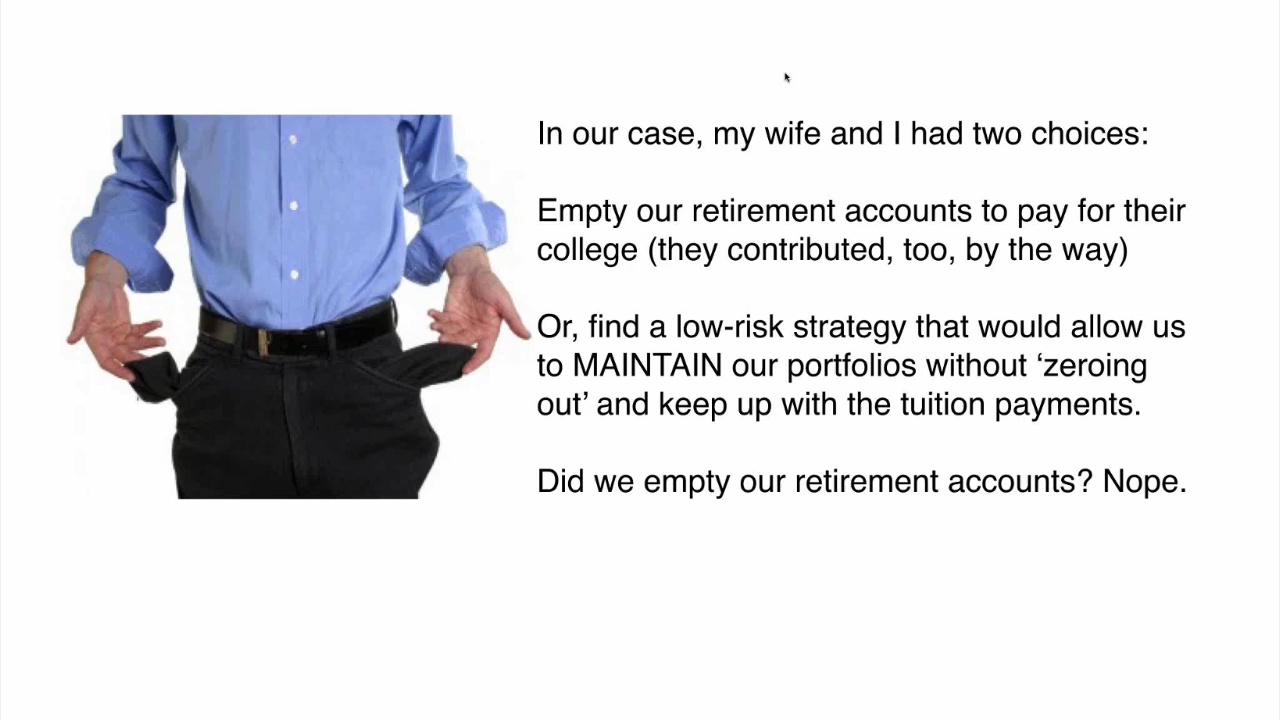 In our case, my wife and I had two choices:
Empty our retirement accounts to pay for their
college (they contributed, too, by the way)
Or, find a low-risk strategy that would allow us
to MAINTAIN our portfolios without ‘zeroing
out’ and keep up with the tuition payments.
Did we empty our retirement accounts? Nope.